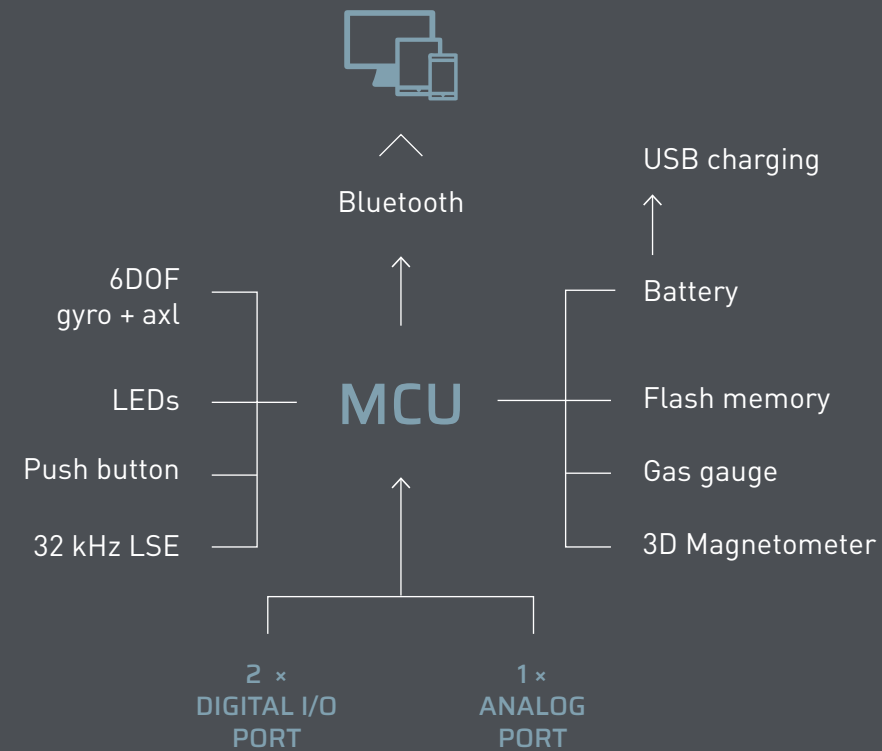 Bluetooth
USB charging
6DOF
gyro + axl
LEDs
Push button
32 kHz LSE
MCU
Battery
Flash memory
Gas gauge
3D Magnetometer
2 ×
DIGITAL I/O
PORT
1 ×
ANALOG
PORT